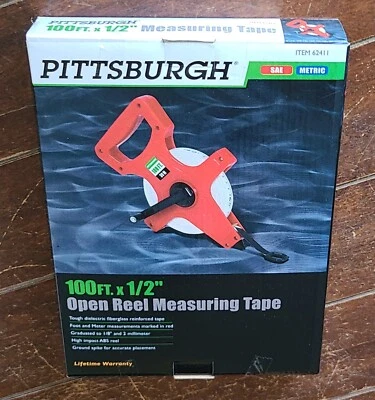 100FT. x 1/2" Measuring Tape
ITEM 62411
PITTSBURGH®
SAE METRIC
100FT. x 1/2"
Open Reel Measuring Tape
Tough dielectric fiberglass reinforced tape
Foot and Meter measurements marked in red
Graduated to 1/8" and 2 millimeter
High impact ABS reel
Ground spike for accurate placement
Lifetime Warranty